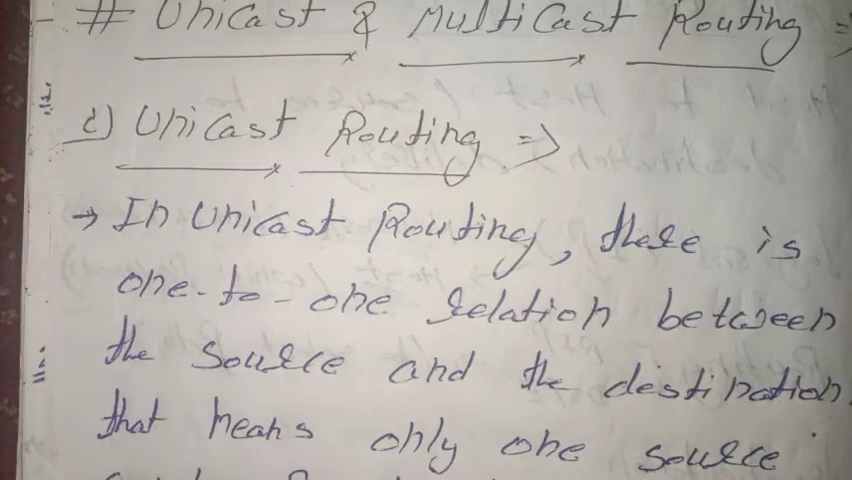 # Unicast & Multicast Routing =>
i) Unicast Routing =>
→ In Unicast Routing, there is
one-to-one relation between
the source and the destination
that means only one source